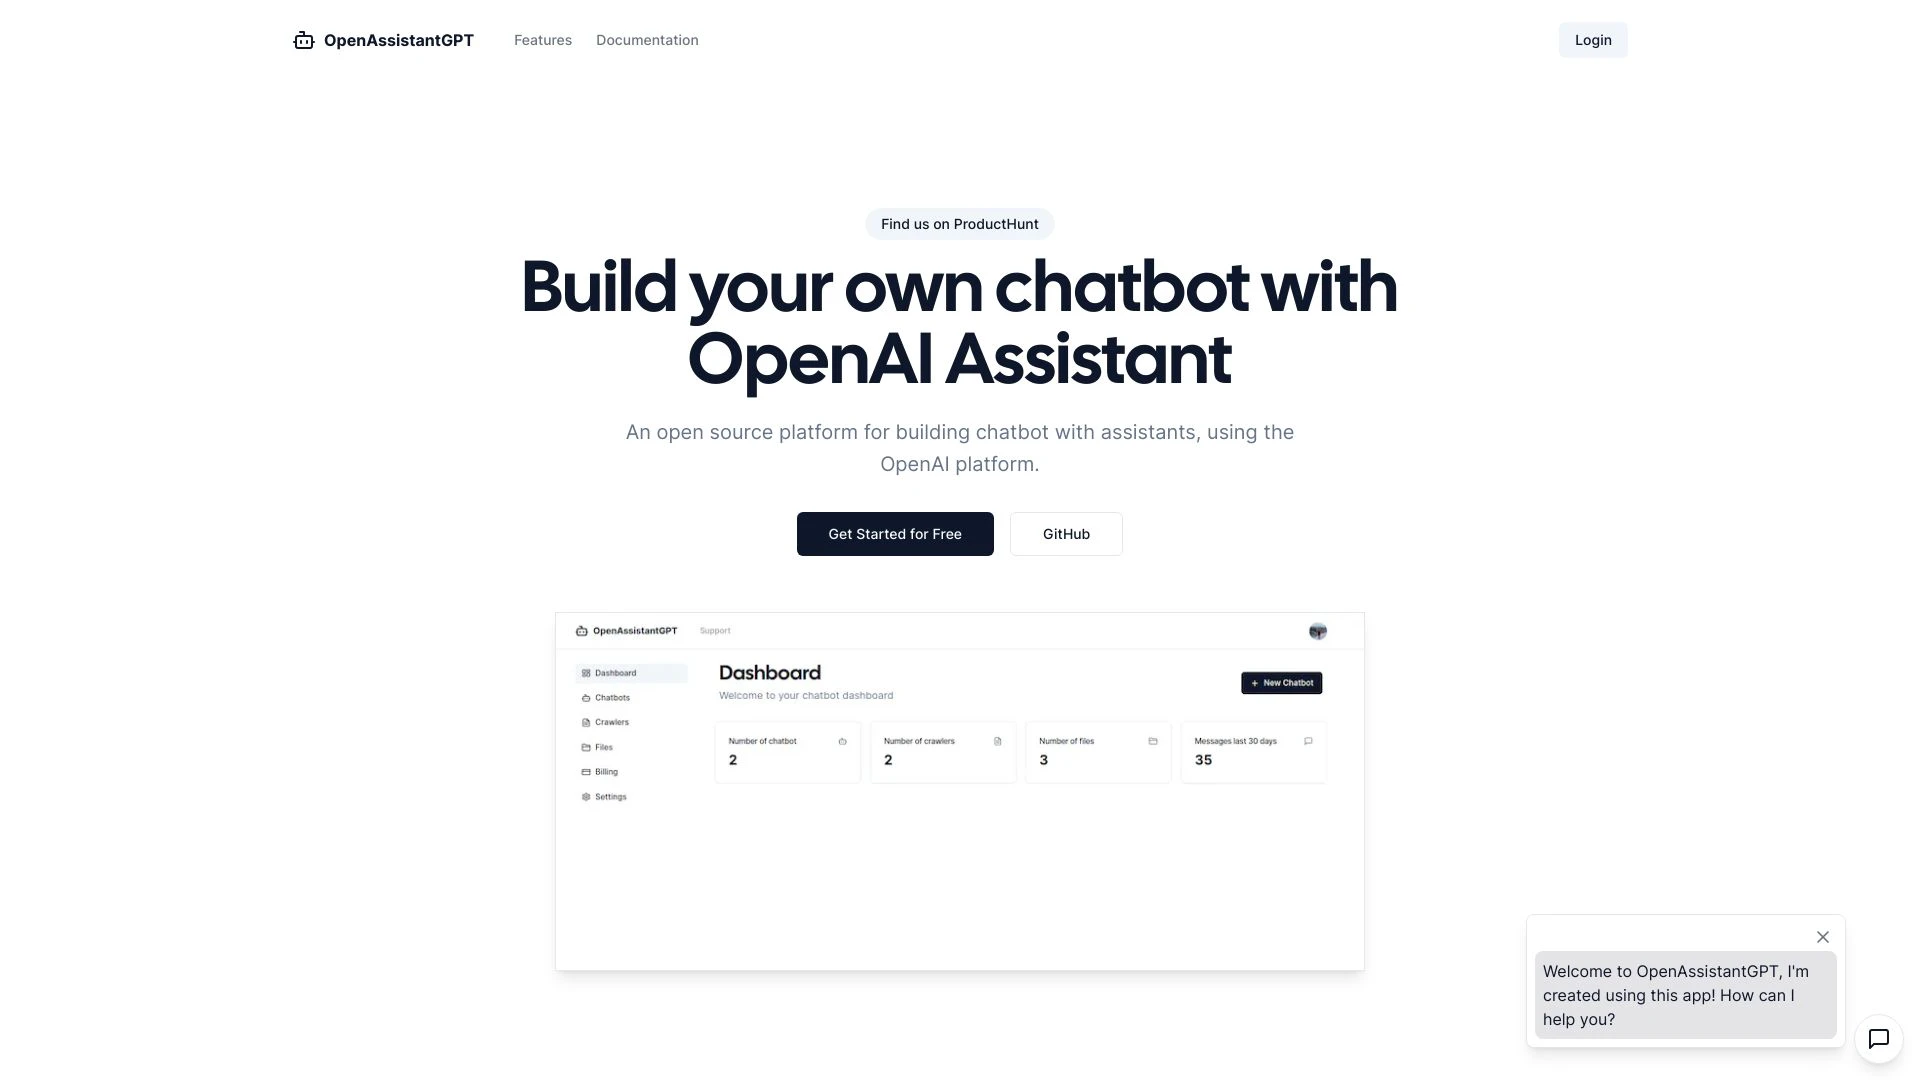 OpenAssistantGPT
Features
Documentation
Login
Find us on ProductHunt
Build your own chatbot with
OpenAI Assistant
An open source platform for building chatbot with assistants, using the
OpenAI platform.
Get Started for Free
GitHub
OpenAssistantGPT
Support
Dashboard
Chatbots
Crawlers
Files
Billing
Settings
Dashboard
Welcome to your chatbot dashboard
+ New Chatbot
Number of chatbot
2
Number of crawlers
2
Number of files
3
Messages last 30 days
35
Welcome to OpenAssistantGPT, I'm
created using this app! How can I
help you?